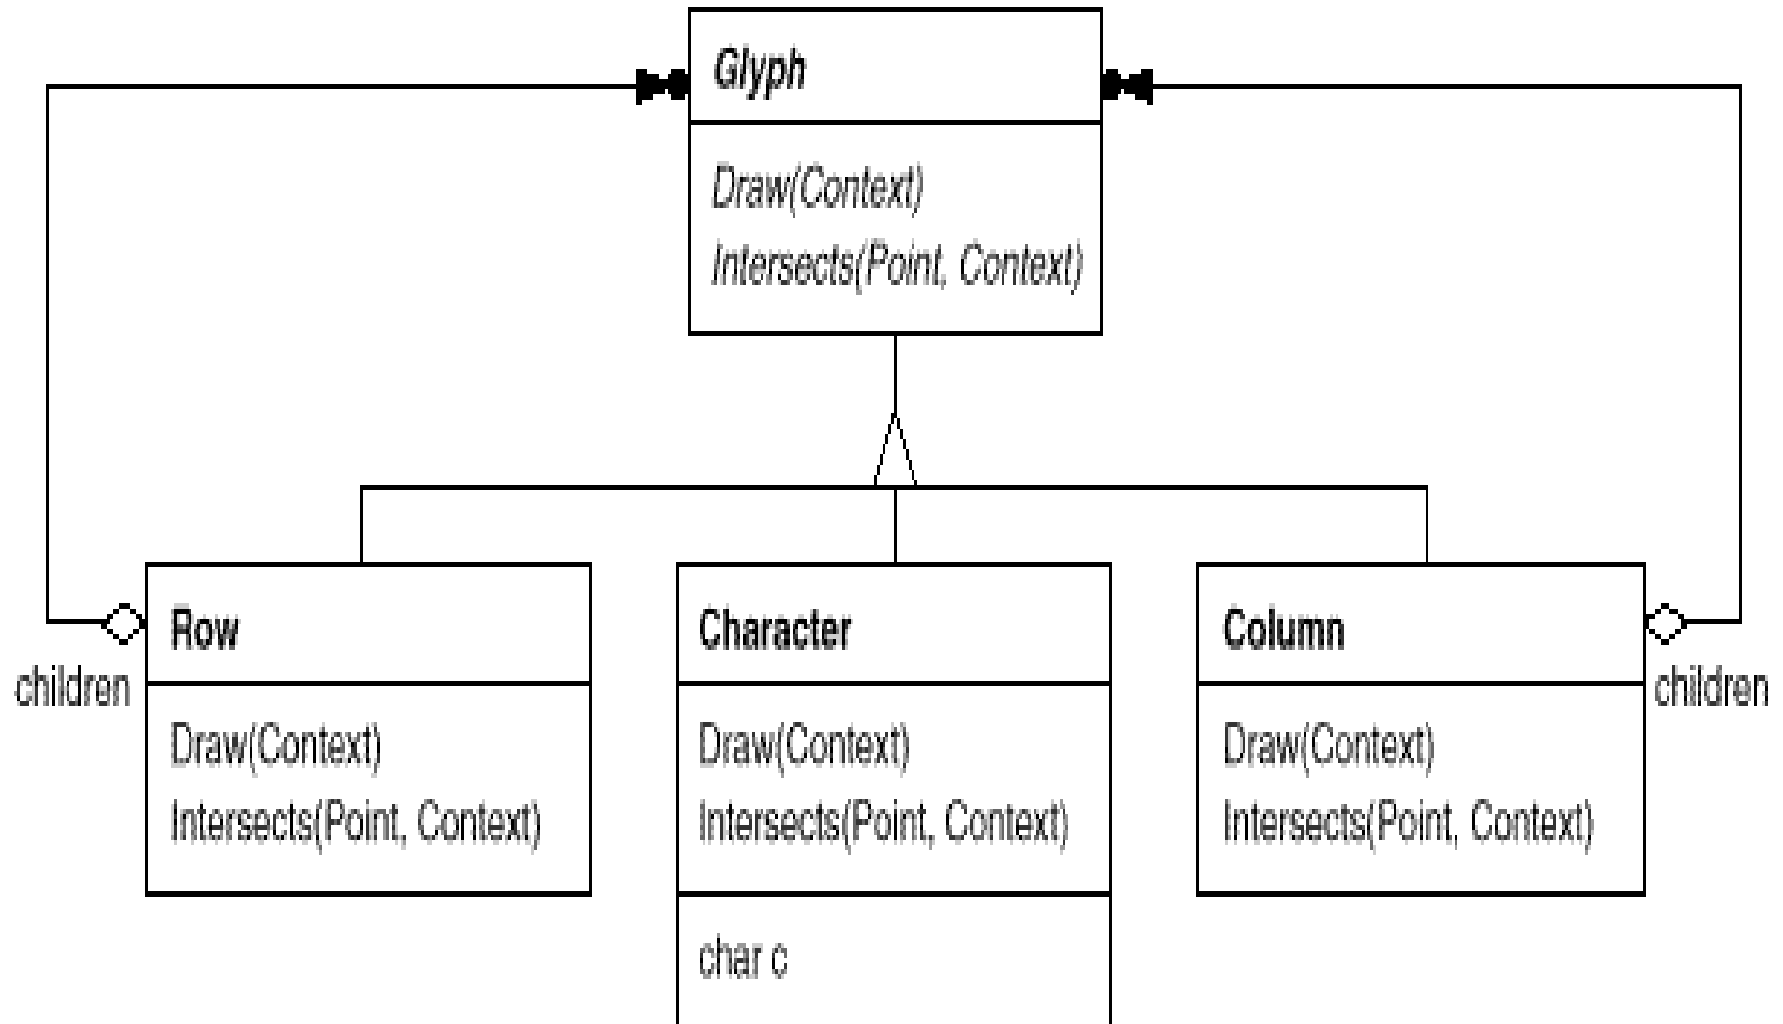 Glyph
Draw(Context)
Intersects(Point, Context)
Row
Character
Column
children
children
Draw(Context)
Intersects(Point, Context)
Draw(Context)
Intersects(Point, Context)
char c
Draw(Context)
Intersects(Point, Context)